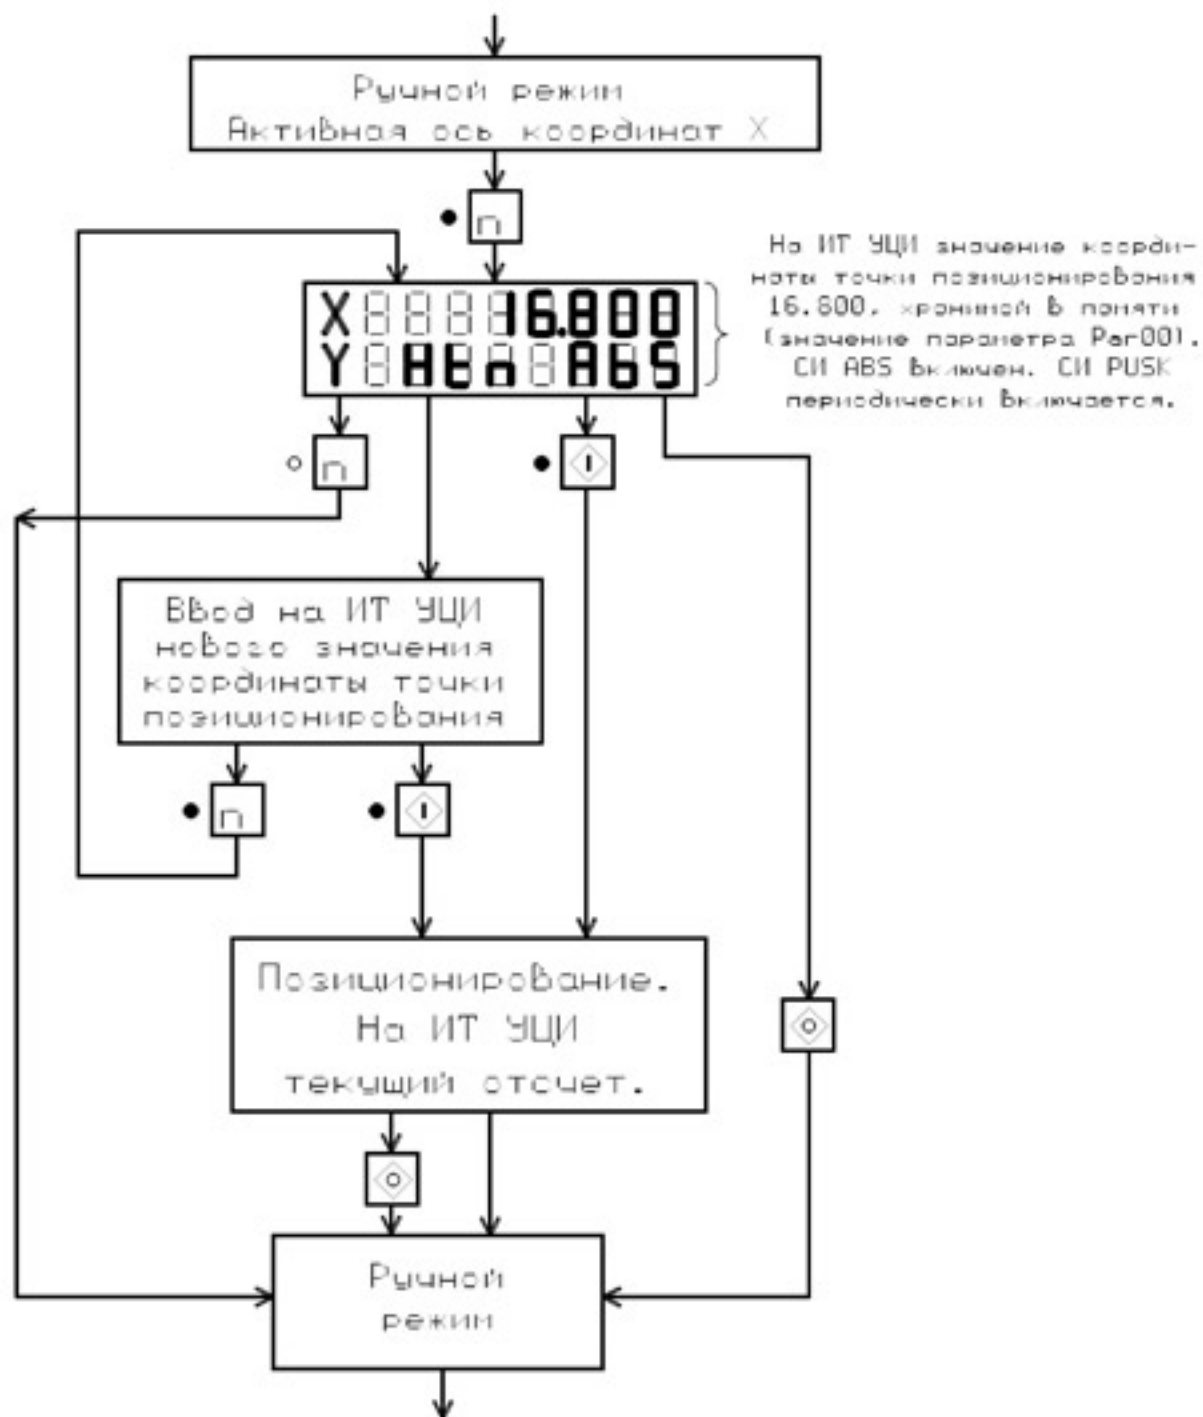 Ручной режим
Активная ось координат X
п
На ИТ УЦИ значение коорди-
наты точки позиционирования
16.800, хранимой в памяти
(значение параметра Par00).
СИ ABS включен. СИ PUSK
периодически включается.
X 16.800
Y Htn AbS
п
I
Ввод на ИТ УЦИ
нового значения
координаты точки
позиционирования
п
I
Позиционирование.
На ИТ УЦИ
текущий отсчет.
O
O
Ручной
режим